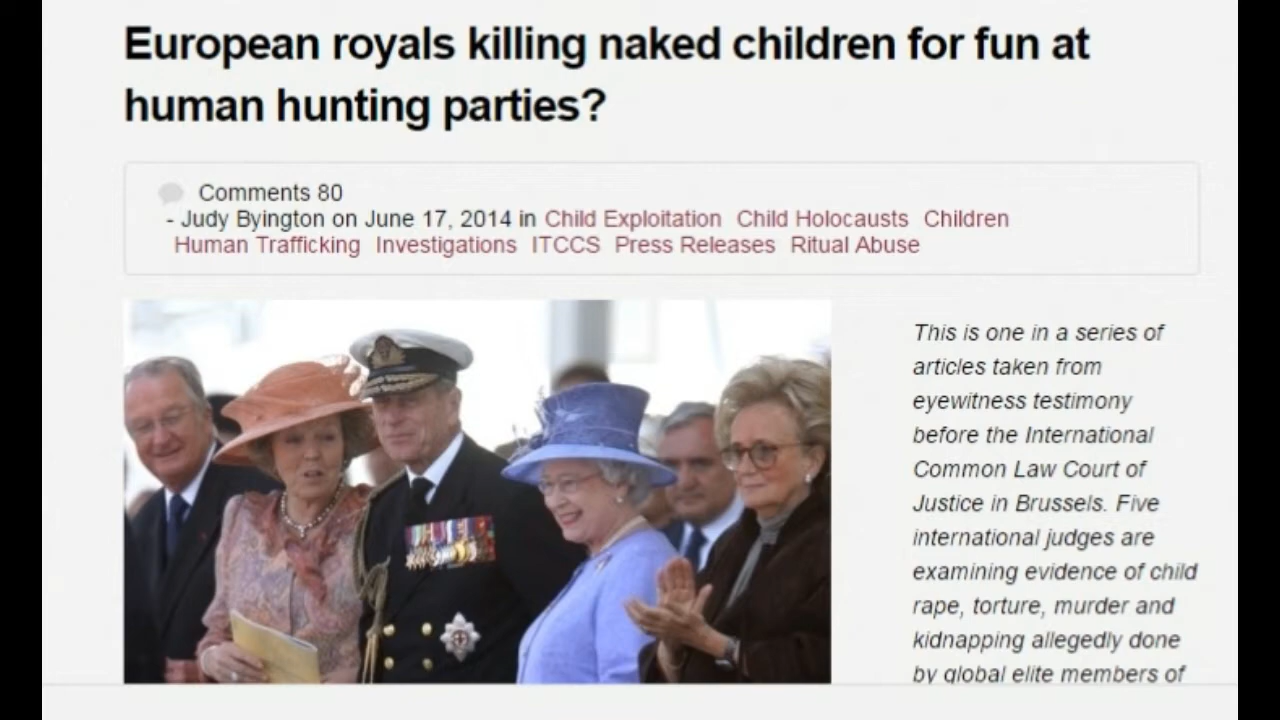 European royals killing naked children for fun at
human hunting parties?
Comments 80
- Judy Byington on June 17, 2014 in Child Exploitation Child Holocausts Children
Human Trafficking Investigations ITCCS Press Releases Ritual Abuse
This is one in a series of
articles taken from
eyewitness testimony
before the International
Common Law Court of
Justice in Brussels. Five
international judges are
examining evidence of child
rape, torture, murder and
kidnapping allegedly done
by global elite members of